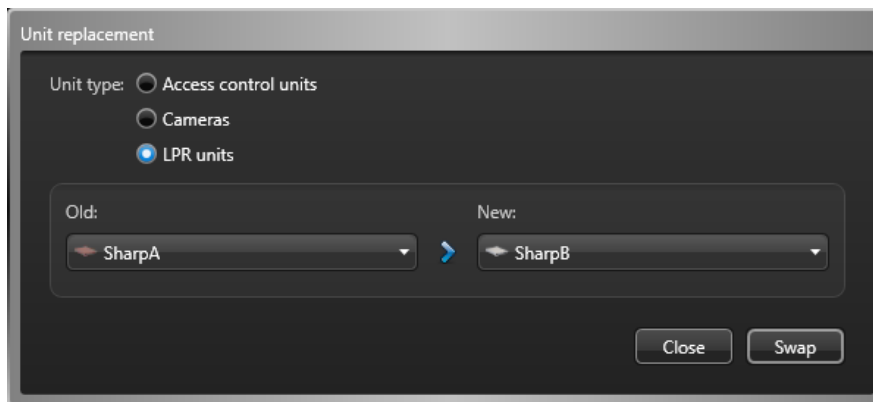 Unit replacement
Unit type: Access control units
Cameras
LPR units
Old: New:
SharpA SharpB
Close Swap